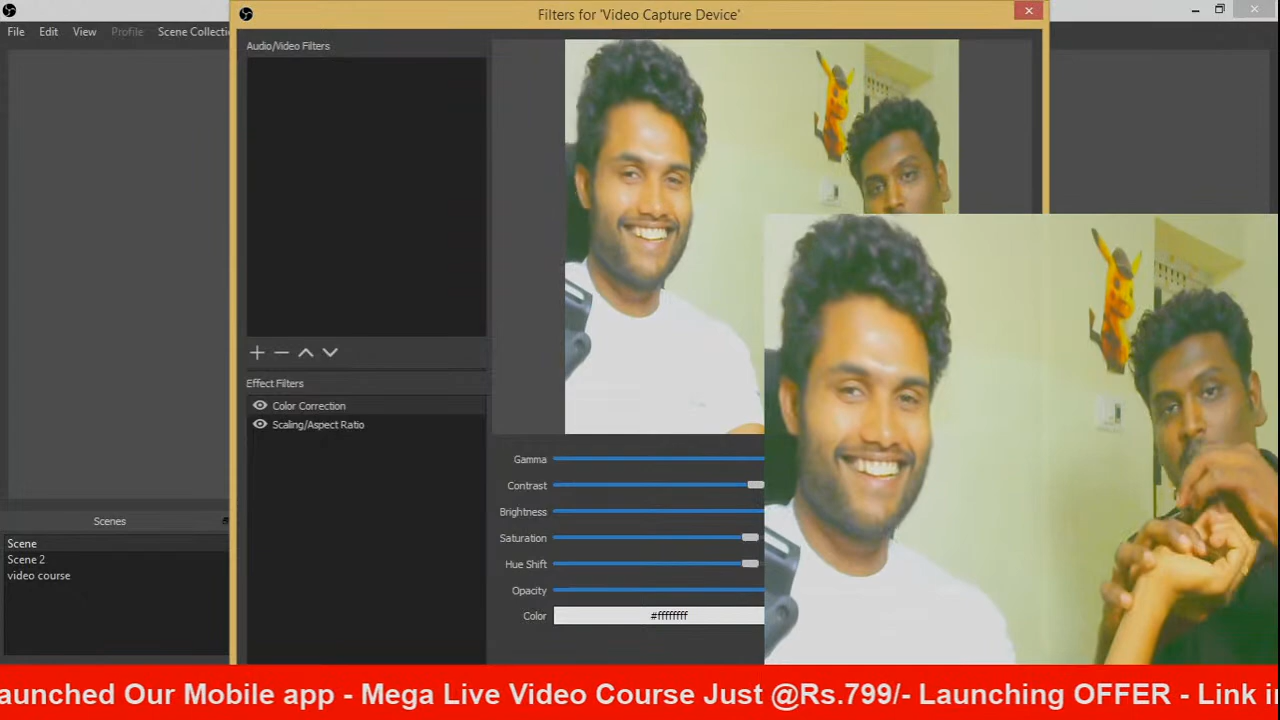 Filters for 'Video Capture Device'
File Edit View Profile Scene Collecti
Audio/Video Filters
Effect Filters
Color Correction
Scaling/Aspect Ratio
Gamma
Contrast
Brightness
Saturation
Hue Shift
Opacity
Color #ffffffff
Scenes
Scene
Scene 2
video course
aunched Our Mobile app - Mega Live Video Course Just @Rs.799/- Launching OFFER - Link i